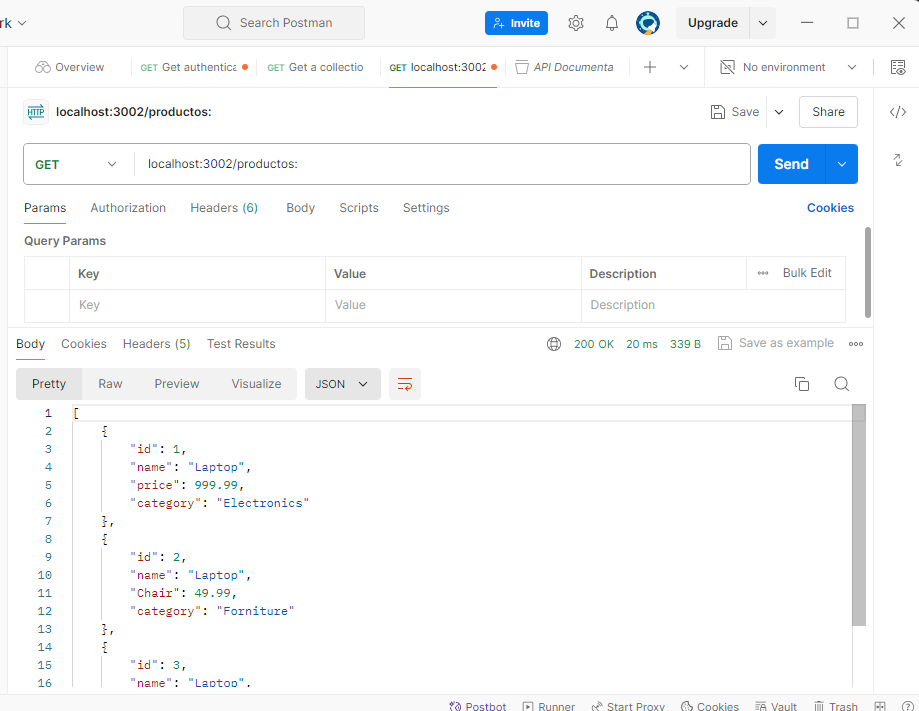 rk
Search Postman
Invite
Upgrade
Overview
GET Get authentica
GET Get a collectio
GET localhost:3002
API Documenta
No environment
HTTP
localhost:3002/productos:
Save
Share
GET
localhost:3002/productos:
Send
Params
Authorization
Headers (6)
Body
Scripts
Settings
Cookies
Query Params
Key
Value
Description
Bulk Edit
Key
Value
Description
Body
Cookies
Headers (5)
Test Results
200 OK
20 ms
339 B
Save as example
Pretty
Raw
Preview
Visualize
JSON
1 [
2 {
3 "id": 1,
4 "name": "Laptop",
5 "price": 999.99,
6 "category": "Electronics"
7 },
8 {
9 "id": 2,
10 "name": "Laptop",
11 "Chair": 49.99,
12 "category": "Forniture"
13 },
14 {
15 "id": 3,
16 "name": "Laptop",
Postbot
Runner
Start Proxy
Cookies
Vault
Trash